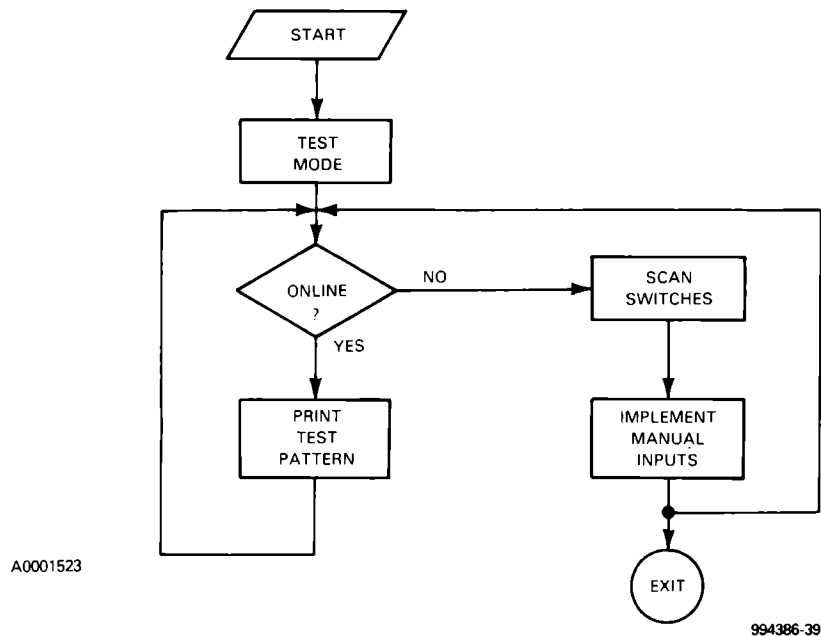 START
TEST
MODE
ONLINE
?
NO
YES
SCAN
SWITCHES
PRINT
TEST
PATTERN
IMPLEMENT
MANUAL
INPUTS
EXIT
A0001523
994386-39